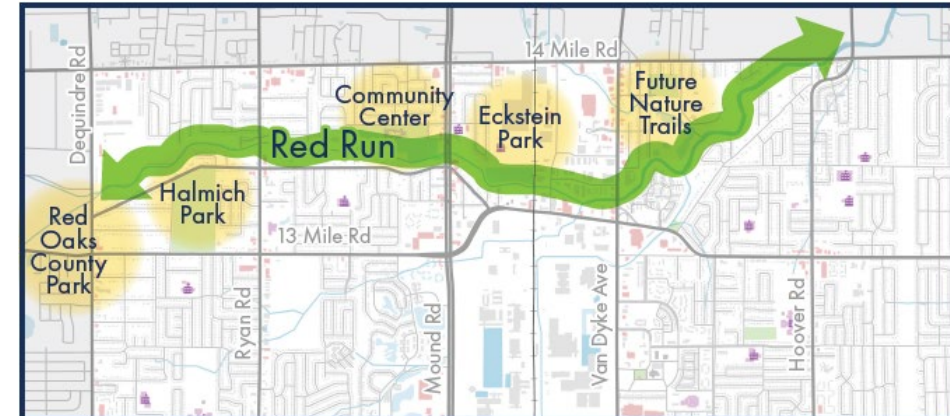 14 Mile Rd
Dequindre Rd
Community
Center
Eckstein
Park
Future
Nature
Trails
Red Run
Halmich
Park
Red
Oaks
County
Park
13 Mile Rd
Ryan Rd
Mound Rd
Van Dyke Ave
Hoover Rd